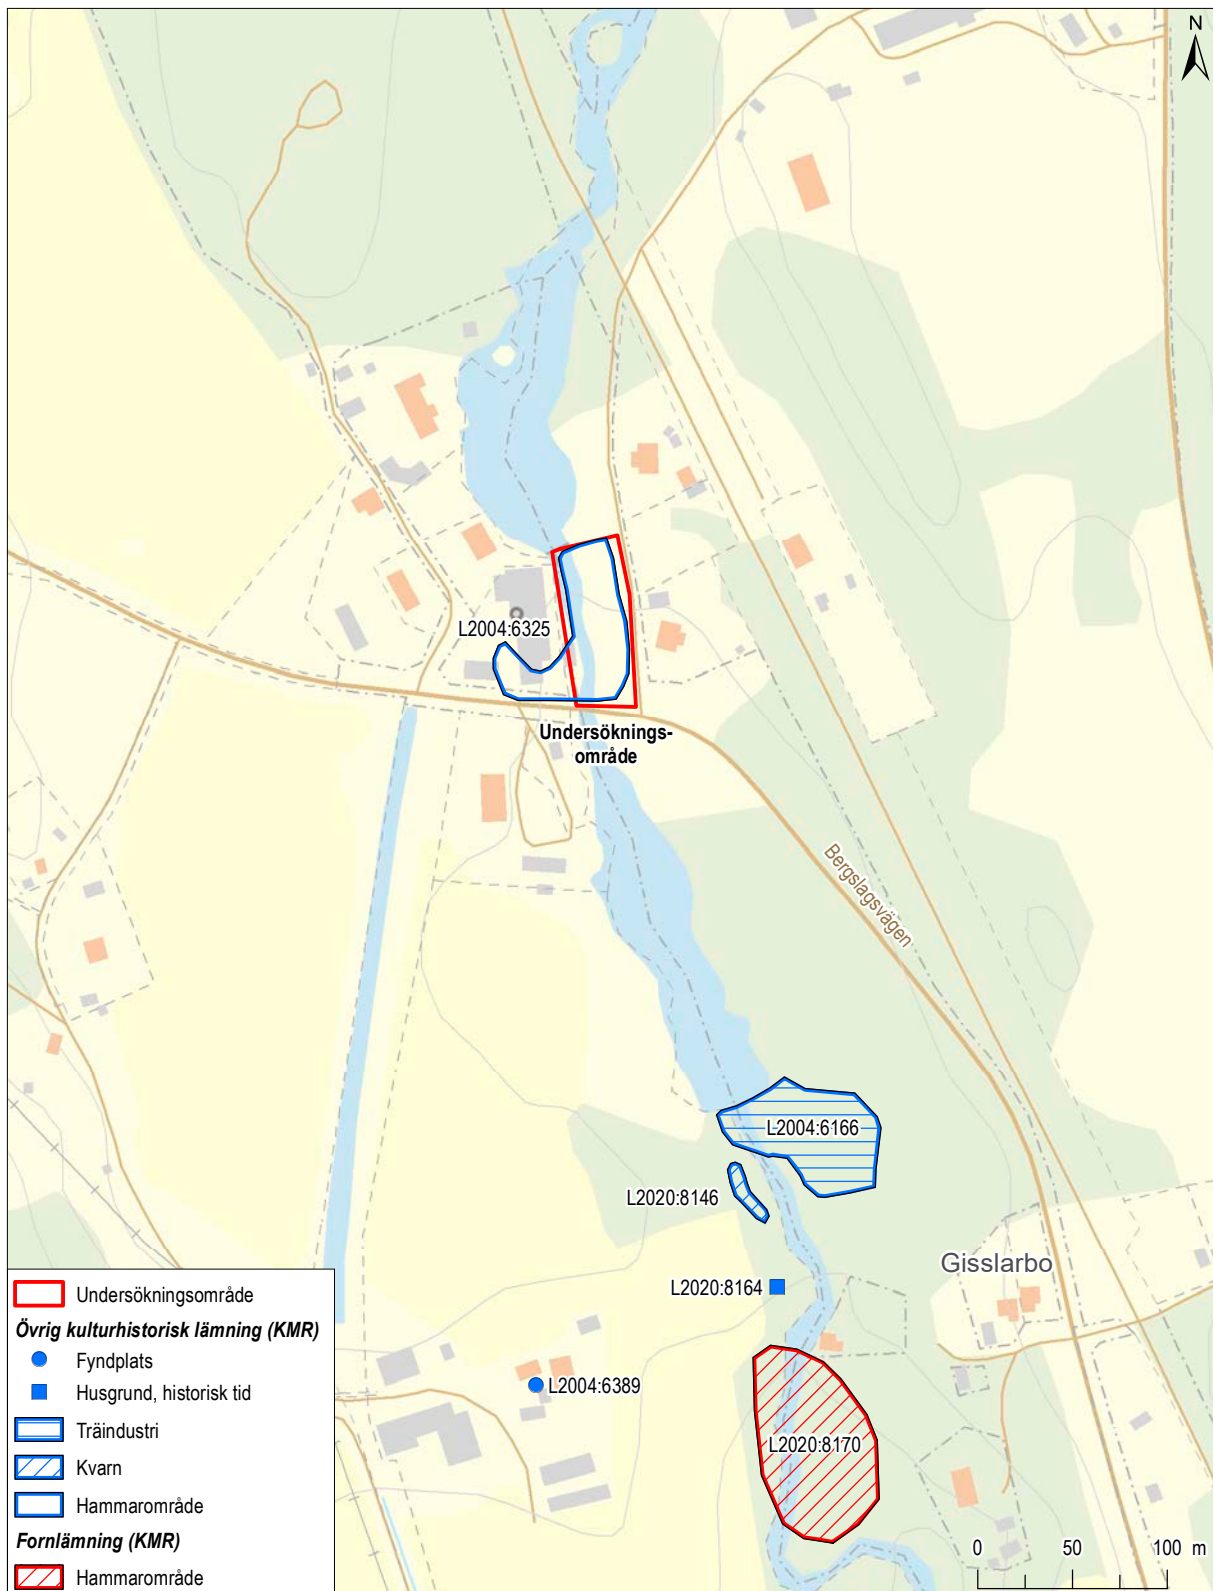 N
L2004:6325
Undersöknings-
område
Bergslagsvägen
L2004:6166
L2020:8146
Gisslarbo
L2020:8164
L2004:6389
L2020:8170
0 50 100 m
Undersökningsområde
Övrig kulturhistorisk lämning (KMR)
Fyndplats
Husgrund, historisk tid
Träindustri
Kvarn
Hammarområde
Fornlämning (KMR)
Hammarområde